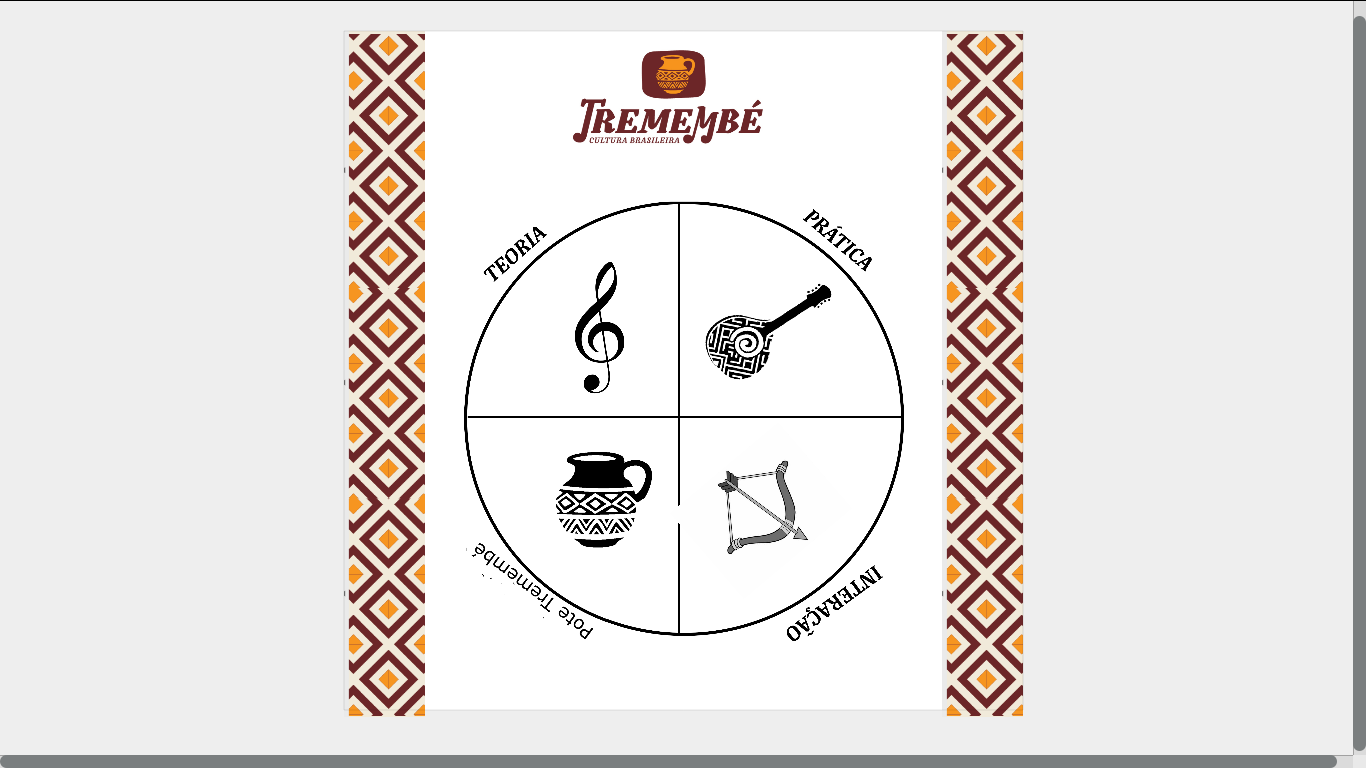 TREMEMBÉ
CULTURA BRASILEIRA
TEORIA
PRÁTICA
Pote Tremembé
INTERAÇÃO